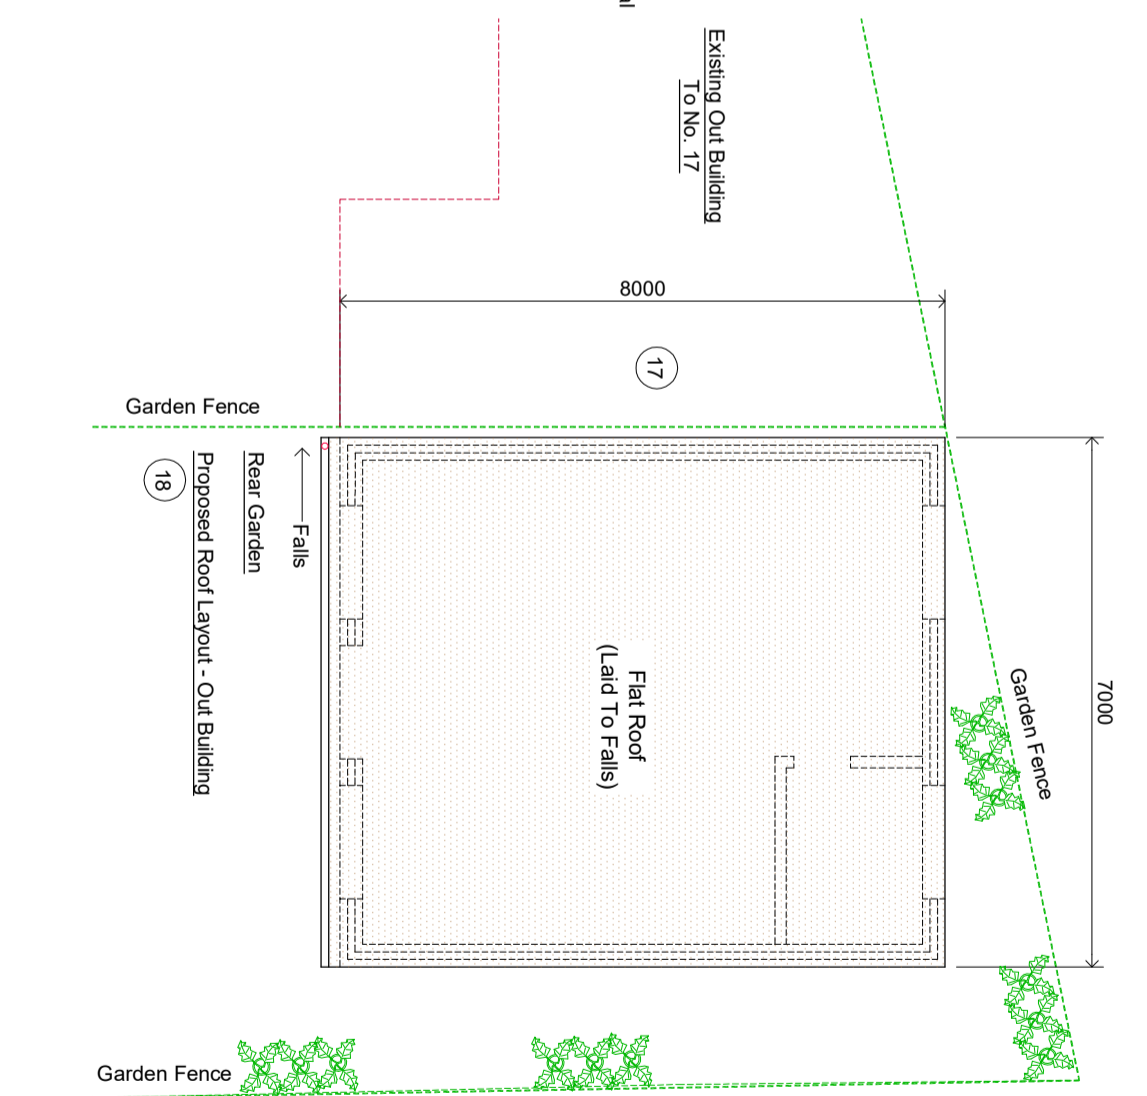 Existing Out Building
To No. 17
8000
17
Garden Fence
18
Proposed Roof Layout - Out Building
Rear Garden
Falls
Flat Roof
(Laid To Falls)
Garden Fence
7000
Garden Fence